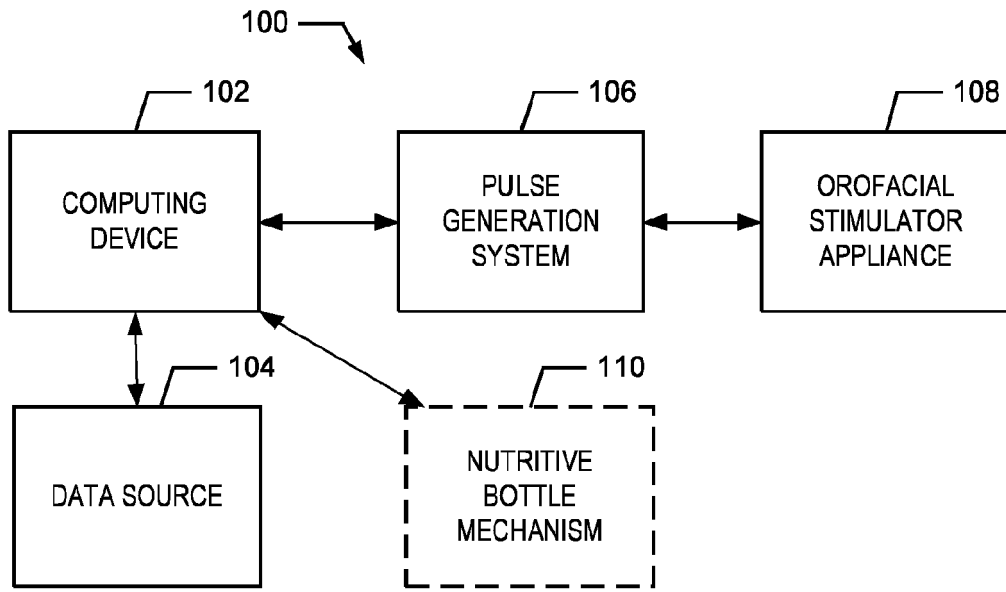 100
102
106
108
COMPUTING
DEVICE
PULSE
GENERATION
SYSTEM
OROFACIAL
STIMULATOR
APPLIANCE
104
110
DATA SOURCE
NUTRITIVE
BOTTLE
MECHANISM